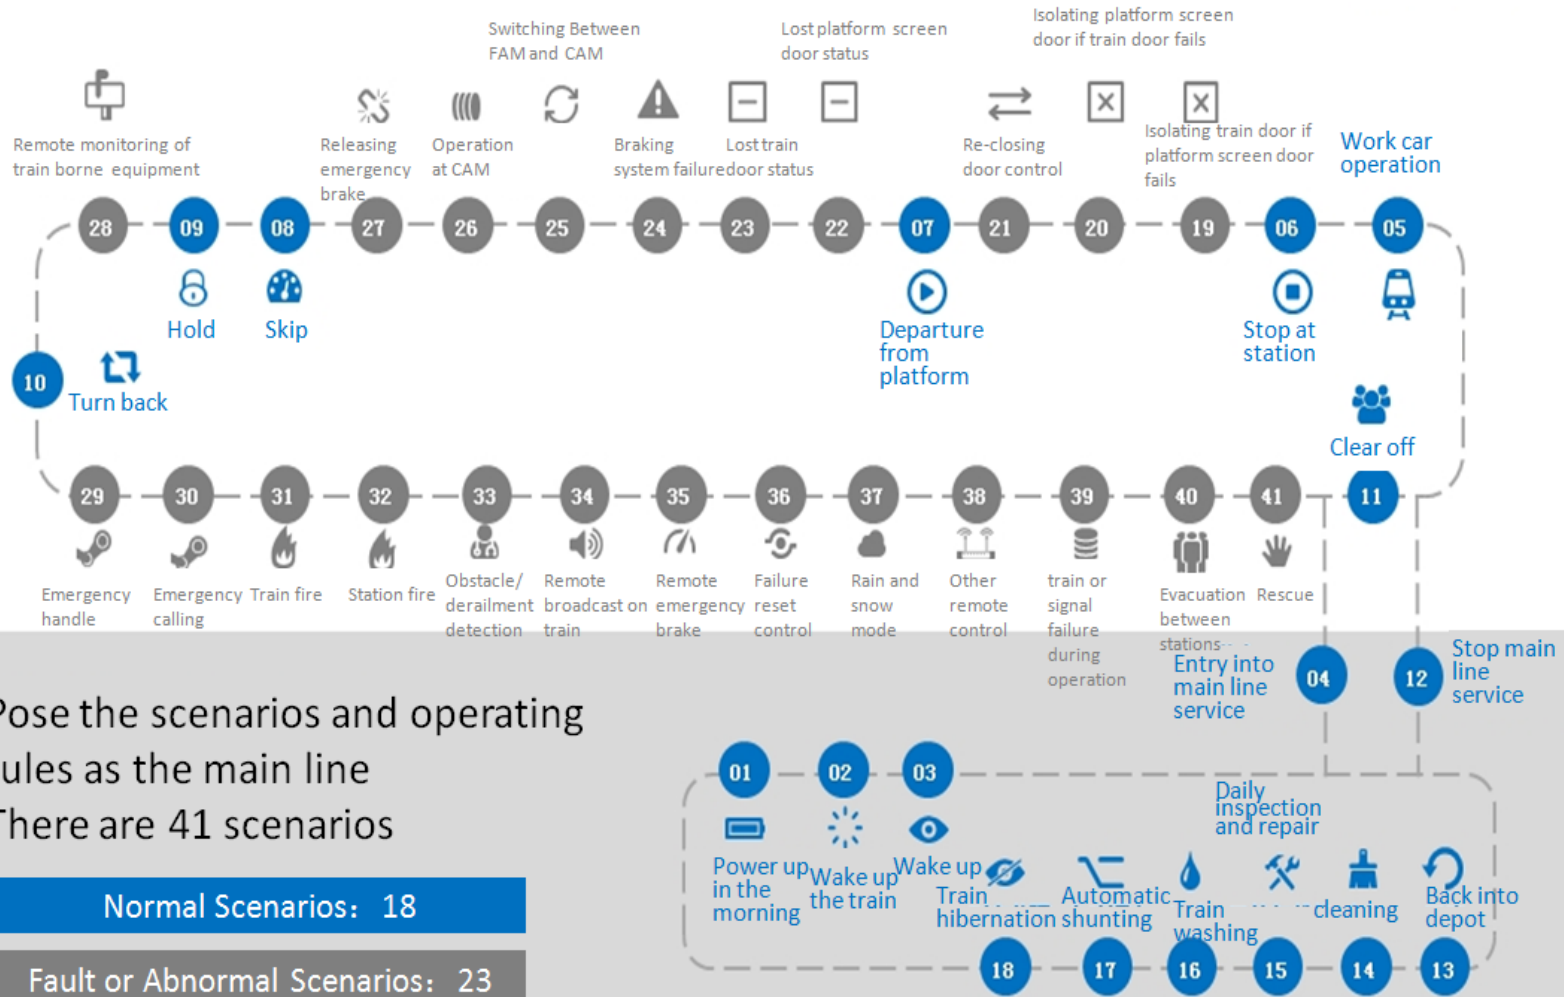 Switching Between
FAM and CAM
Lost platform screen
door status
Isolating platform screen
door if train door fails
Remote monitoring of
train borne equipment
Releasing
emergency
brake
Operation
at CAM
Braking
system failure
Lost train
door status
Re-closing
door control
Isolating train door if
platform screen door
fails
Work car
operation
28
09
08
27
26
25
24
23
22
07
21
20
19
06
05
Hold
Skip
Departure
from
platform
Stop at
station
10
Turn back
Clear off
29
30
31
32
33
34
35
36
37
38
39
40
41
11
Emergency
handle
Emergency
calling
Train fire
Station fire
Obstacle/
derailment
detection
Remote
broadcast on
train
Remote
emergency
brake
Failure
reset
control
Rain and
snow
mode
Other
remote
control
train or
signal
failure
during
operation
Evacuation
between
stations
Rescue
Entry into
main line
service
04
12
Stop main
line
service
Pose the scenarios and operating
rules as the main line
There are 41 scenarios
Normal Scenarios: 18
Fault or Abnormal Scenarios: 23
01
02
03
Power up
in the
morning
Wake up
the train
Wake up
Train
hibernation
Automatic
shunting
Train
washing
Daily
inspection
and repair
cleaning
Back into
depot
18
17
16
15
14
13